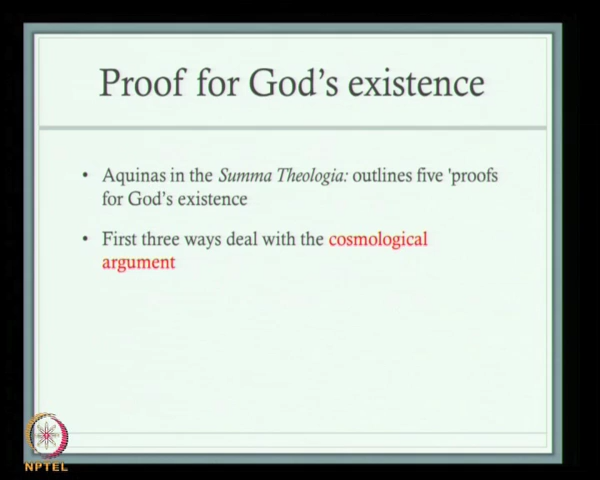 Proof for God's existence
• Aquinas in the Summa Theologia: outlines five 'proofs
for God's existence
• First three ways deal with the cosmological
argument
NPTEL